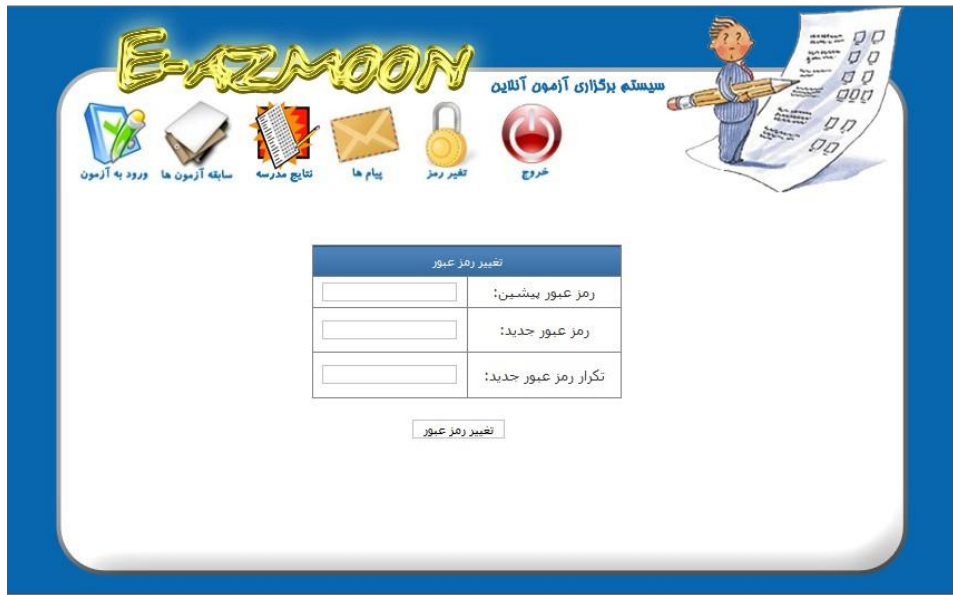 E-AZMOON
سیستم برگزاری آزمون آنلاین
خروج
تغیر رمز
پیام ها
نتایج مدرسه
سابقه آزمون ها
ورود به آزمون
تغییر رمز عبور
رمز عبور پیشین:
رمز عبور جدید:
تکرار رمز عبور جدید:
تغییر رمز عبور